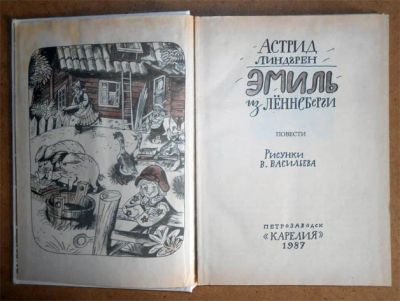 АСТРИД
ЛИНДГРЕН
ЭМИЛЬ
из ЛЁННЕБЕРГИ
ПОВЕСТИ
Рисунки
В. ВАСИЛЬЕВА
ПЕТРОЗАВОДСК
«КАРЕЛИЯ»
1987